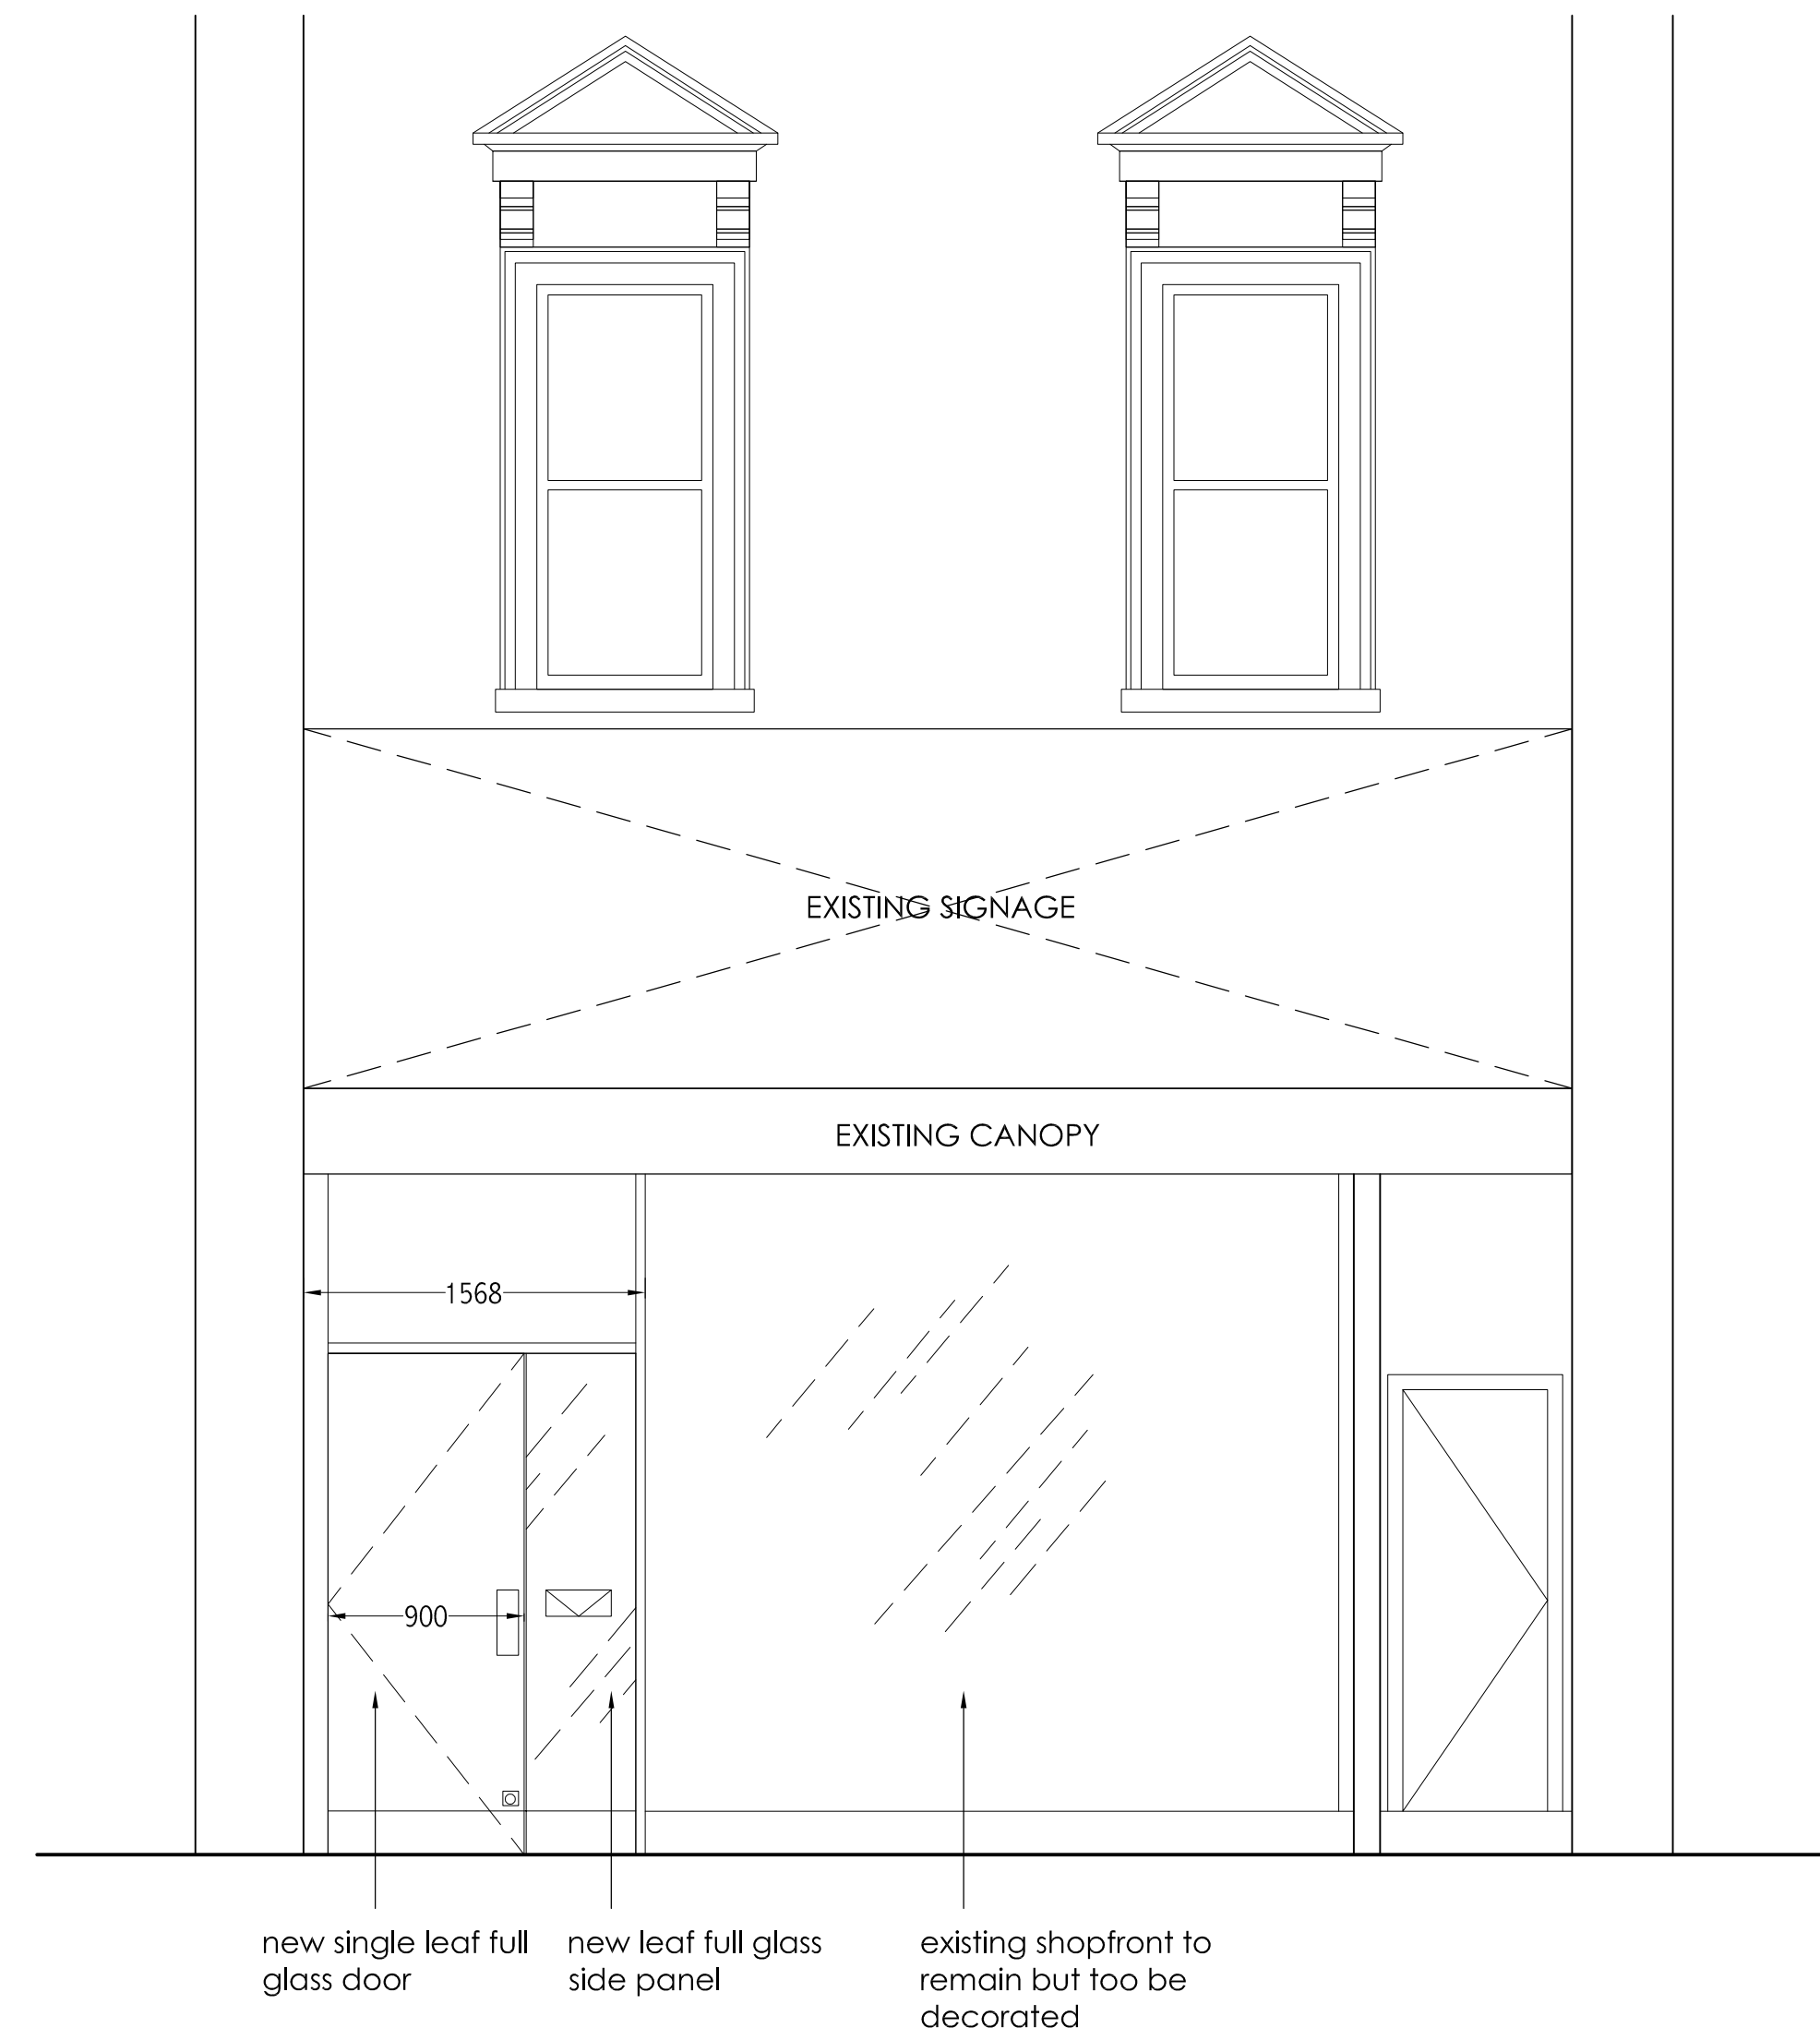 EXISTING SIGNAGE
EXISTING CANOPY
1568
900
new single leaf full
glass door
new leaf full glass
side panel
existing shopfront to
remain but too be
decorated